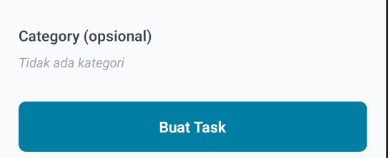 Category (opsional)
Tidak ada kategori
Buat Task